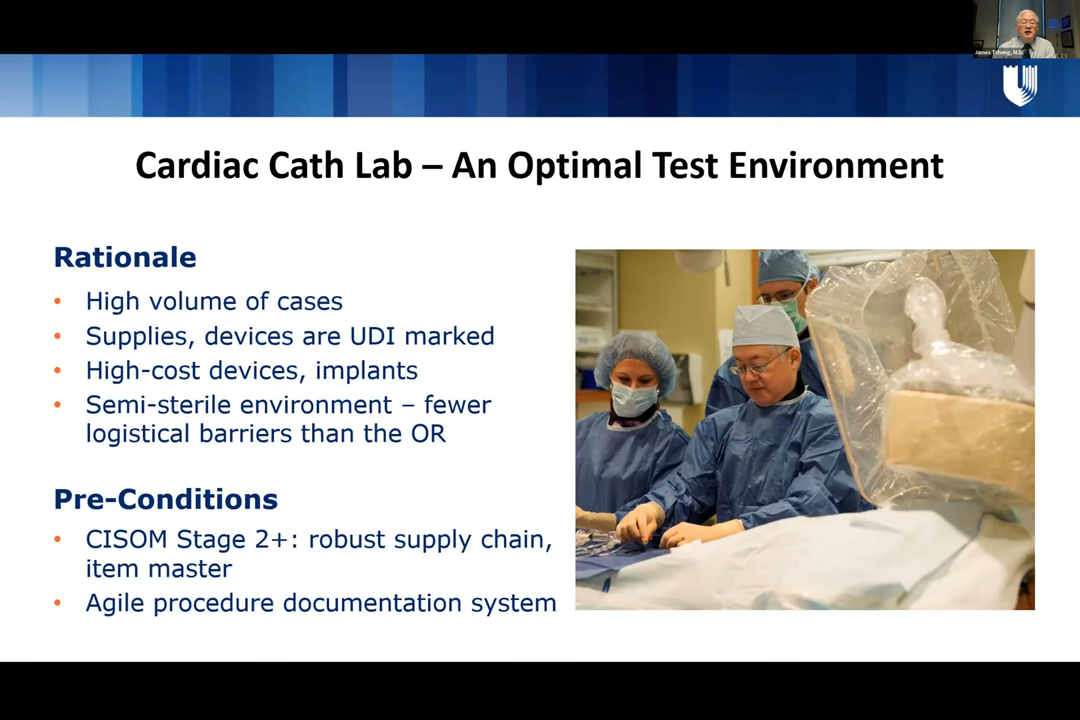 James Tcheng, M.D.
Cardiac Cath Lab – An Optimal Test Environment
Rationale
• High volume of cases
• Supplies, devices are UDI marked
• High-cost devices, implants
• Semi-sterile environment – fewer
logistical barriers than the OR
Pre-Conditions
• CISOM Stage 2+: robust supply chain,
item master
• Agile procedure documentation system